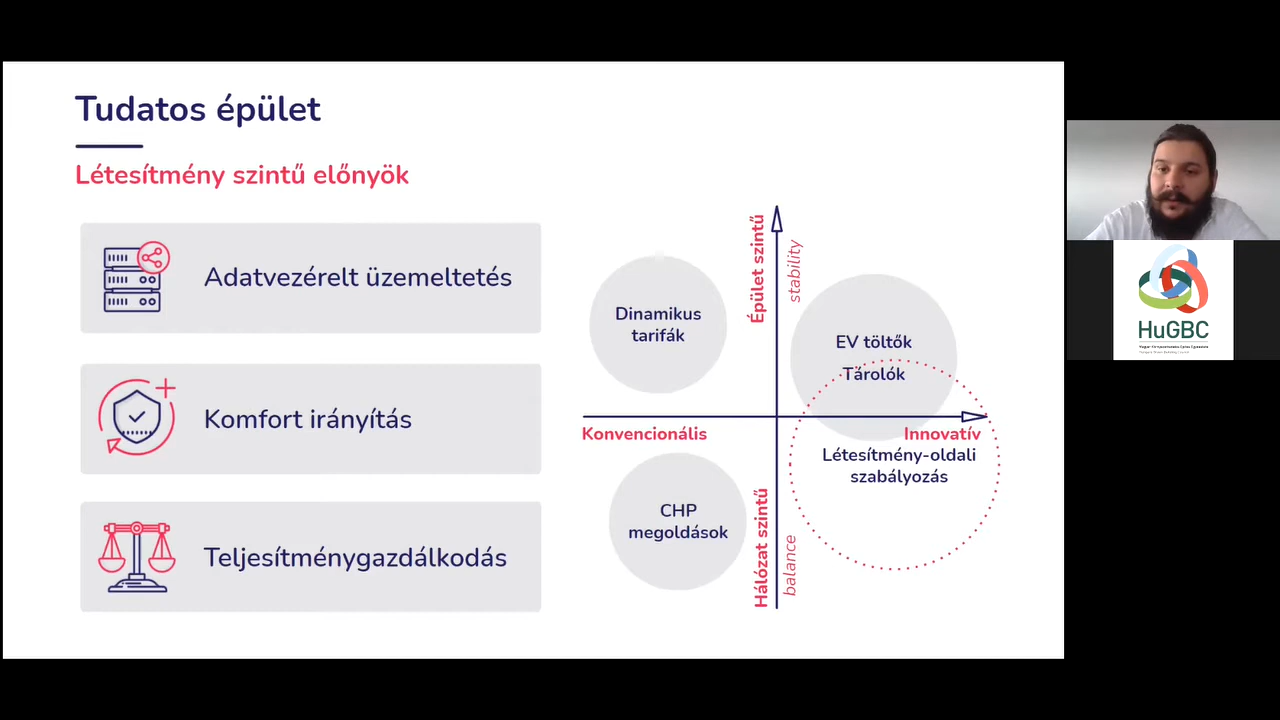 Tudatos épület
Létesítmény szintű előnyök
Adatvezérelt üzemeltetés
Komfort irányítás
Teljesítménygazdálkodás
Épület szintű
stability
Dinamikus
tarifák
EV töltők
Tárolók
Konvencionális
Innovatív
Létesítmény-oldali
szabályozás
CHP
megoldások
Hálózat szintű
balance
HuGBC